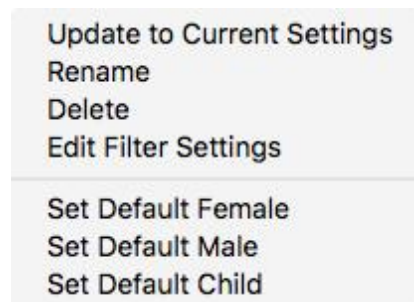 Update to Current Settings
Rename
Delete
Edit Filter Settings
Set Default Female
Set Default Male
Set Default Child